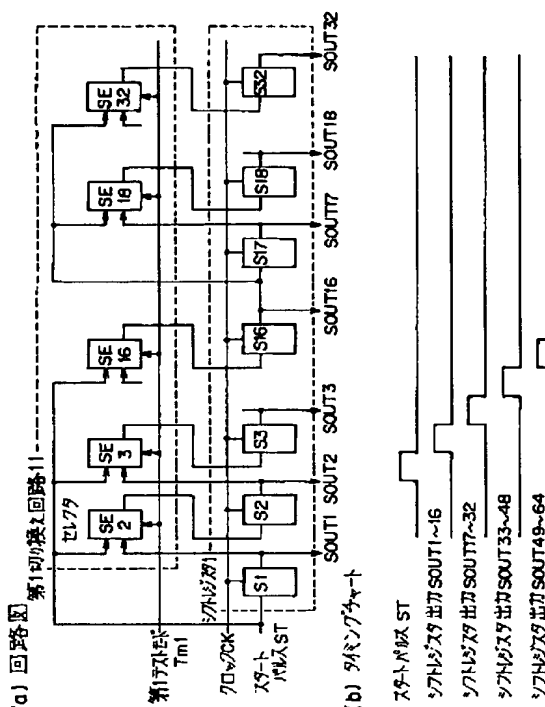 (a) 回路図
第1切り換え回路11
セレクタ
SE 2
SE 3
SE 16
SE 18
SE 32
第1テストモード Tm1
シフトレジスタ1
クロックCK
スタートパルスST
S1
S2
S3
S16
S17
S18
S32
SOUT1
SOUT2
SOUT3
SOUT16
SOUT17
SOUT18
SOUT32
(b) タイミングチャート
スタートパルス ST
シフトレジスタ出力SOUT1~16
シフトレジスタ出力SOUT17~32
シフトレジスタ出力SOUT33~48
シフトレジスタ出力SOUT49~64